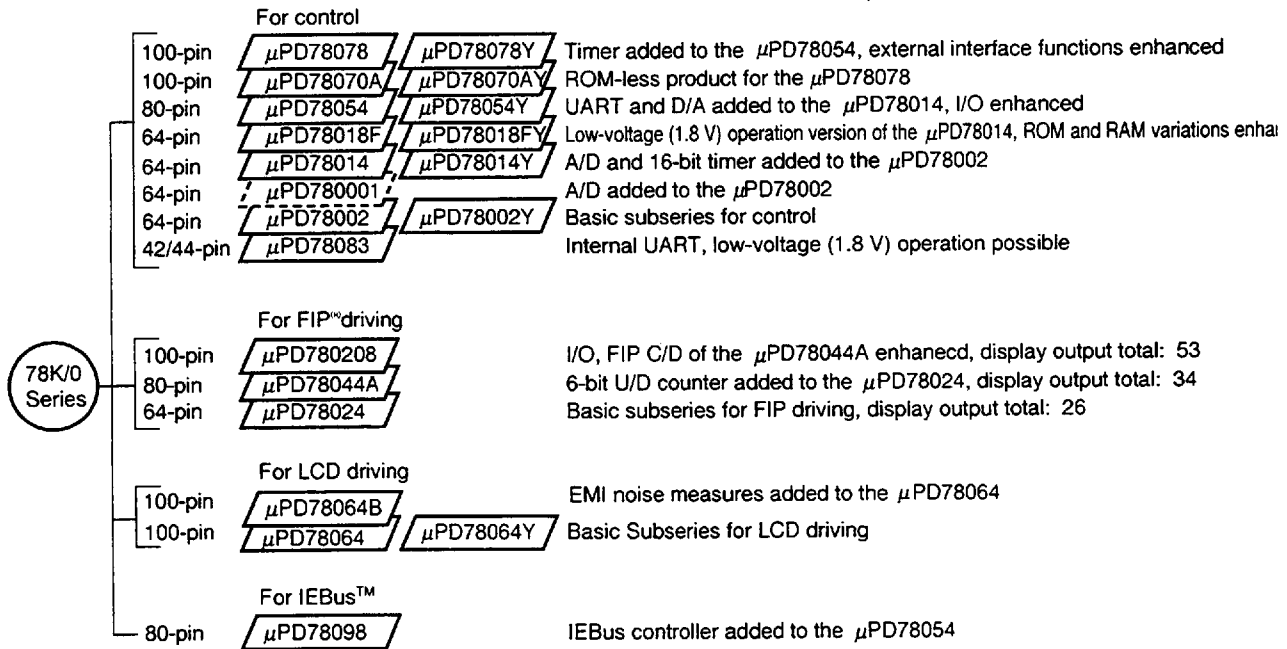 For control
100-pin μPD78078 μPD78078Y Timer added to the μPD78054, external interface functions enhanced
100-pin μPD78070A μPD78070AY ROM-less product for the μPD78078
80-pin μPD78054 μPD78054Y UART and D/A added to the μPD78014, I/O enhanced
64-pin μPD78018F μPD78018FY Low-voltage (1.8 V) operation version of the μPD78014, ROM and RAM variations enhan
64-pin μPD78014 μPD78014Y A/D and 16-bit timer added to the μPD78002
64-pin μPD780001 A/D added to the μPD78002
64-pin μPD78002 μPD78002Y Basic subseries for control
42/44-pin μPD78083 Internal UART, low-voltage (1.8 V) operation possible
For FIP driving
100-pin μPD780208 I/O, FIP C/D of the μPD78044A enhanecd, display output total: 53
78K/0 Series
80-pin μPD78044A 6-bit U/D counter added to the μPD78024, display output total: 34
64-pin μPD78024 Basic subseries for FIP driving, display output total: 26
For LCD driving
100-pin μPD78064B EMI noise measures added to the μPD78064
100-pin μPD78064 μPD78064Y Basic Subseries for LCD driving
For IEBus™
80-pin μPD78098 IEBus controller added to the μPD78054